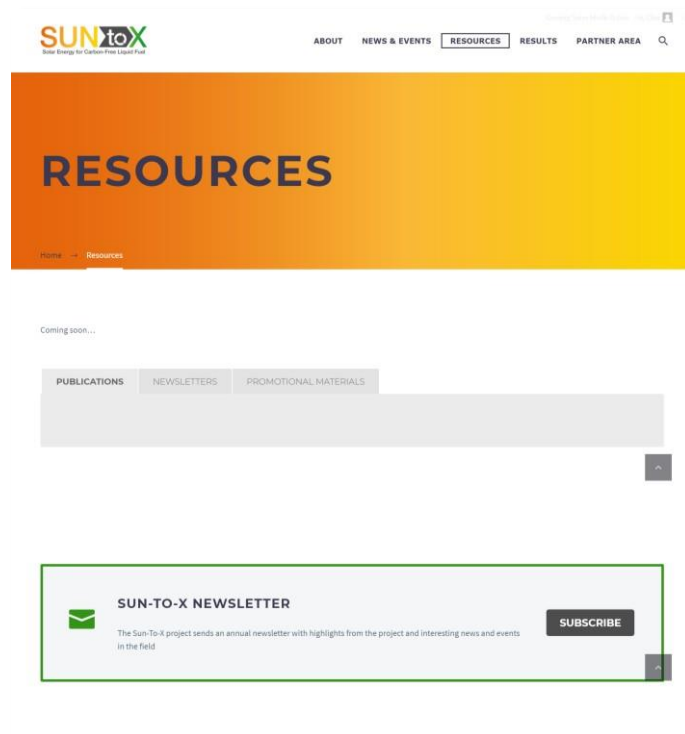 SUNtoX
Solar Energy for Carbon-Free Liquid Fuel
ABOUT NEWS & EVENTS RESOURCES RESULTS PARTNER AREA
RESOURCES
Home → Resources
Coming soon...
PUBLICATIONS NEWSLETTERS PROMOTIONAL MATERIALS
SUN-TO-X NEWSLETTER
The Sun-To-X project sends an annual newsletter with highlights from the project and interesting news and events
in the field
SUBSCRIBE